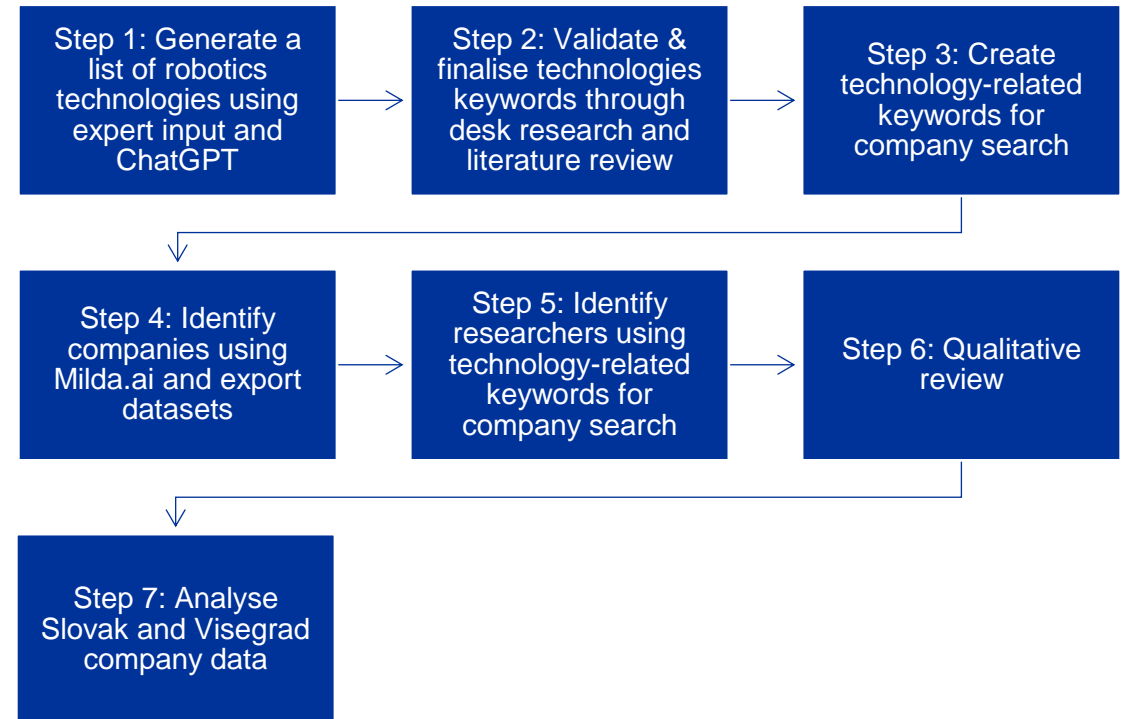 Step 1: Generate a
list of robotics
technologies using
expert input and
ChatGPT
Step 2: Validate &
finalise technologies
keywords through
desk research and
literature review
Step 3: Create
technology-related
keywords for
company search
Step 4: Identify
companies using
Milda.ai and export
datasets
Step 5: Identify
researchers using
technology-related
keywords for
company search
Step 6: Qualitative
review
Step 7: Analyse
Slovak and Visegrad
company data